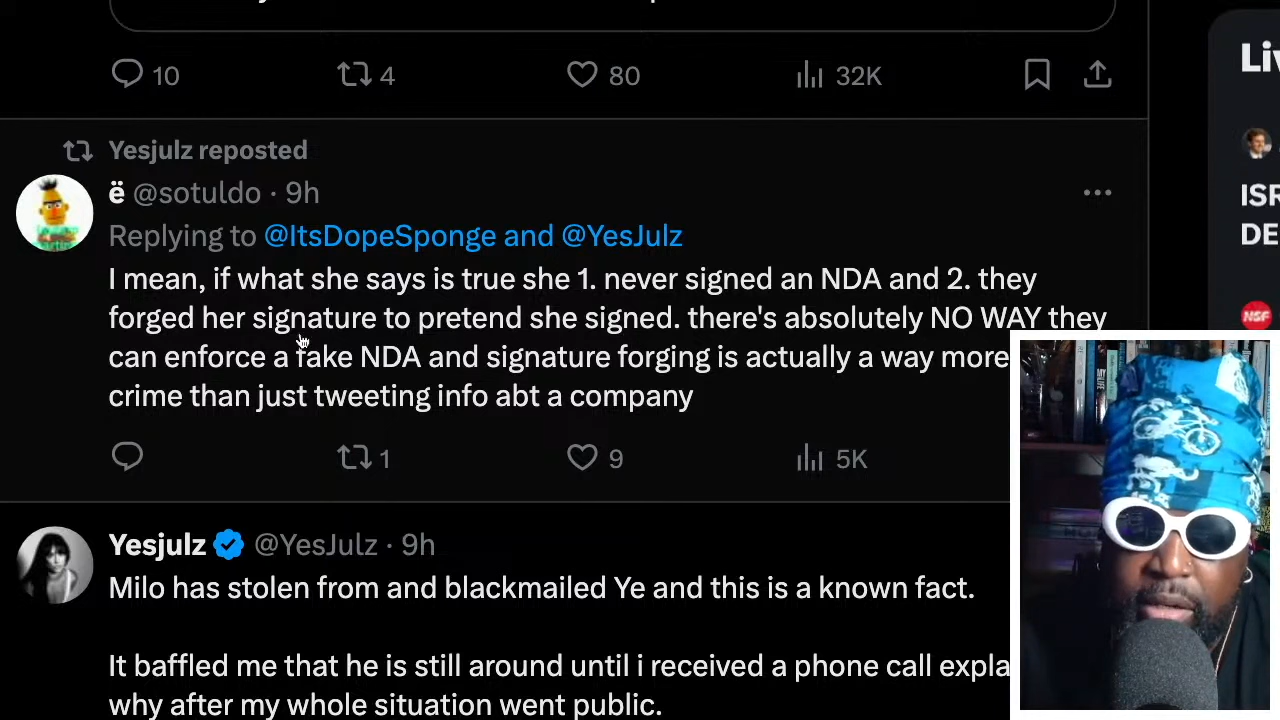 10 4 80 32K
Liv
Yesjulz reposted
ë @sotuldo · 9h
Replying to @ItsDopeSponge and @YesJulz
I mean, if what she says is true she 1. never signed an NDA and 2. they
forged her signature to pretend she signed. there's absolutely NO WAY they
can enforce a fake NDA and signature forging is actually a way more
crime than just tweeting info abt a company
1 9 5K
ISR
DE
NSF
Yesjulz @YesJulz · 9h
Milo has stolen from and blackmailed Ye and this is a known fact.
It baffled me that he is still around until i received a phone call expla
why after my whole situation went public.